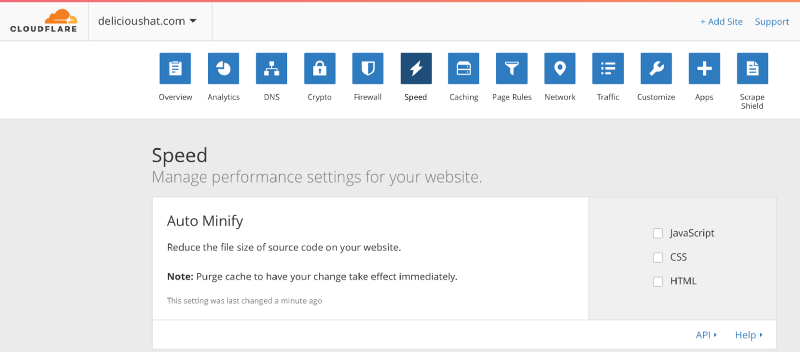 CLOUDFLARE
delicioushat.com
+ Add Site
Support
Overview
Analytics
DNS
Crypto
Firewall
Speed
Caching
Page Rules
Network
Traffic
Customize
Apps
Scrape
Shield
Speed
Manage performance settings for your website.
Auto Minify
Reduce the file size of source code on your website.
Note: Purge cache to have your change take effect immediately.
This setting was last changed a minute ago
JavaScript
CSS
HTML
API
Help